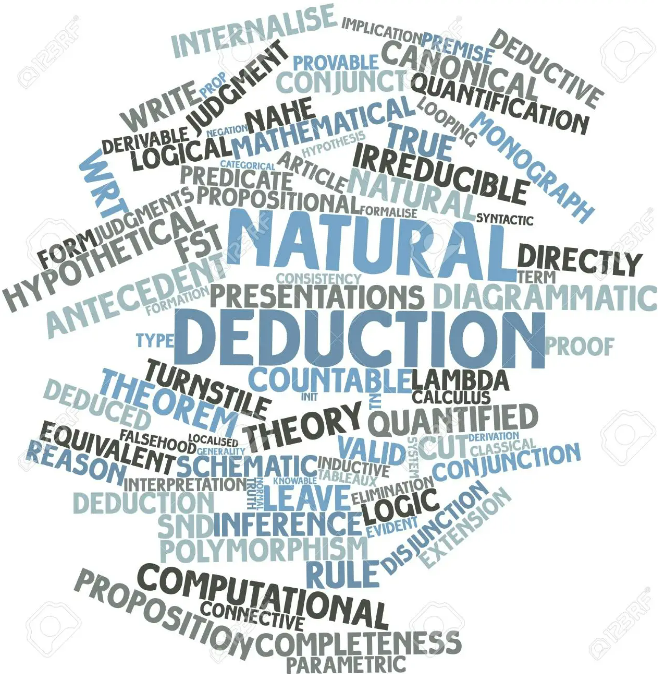 INTERNALISE
IMPLICATION
PREMISE
DEDUCTIVE
PROVABLE
CANONICAL
CONJUNCT
QUANTIFICATION
PROP
JUDGMENT
WRITE
NAHE
LOOPING
MONOGRAPH
DERIVABLE
NEGATION
MATHEMATICAL
TRUE
LOGICAL
HYPOTHESIS
IRREDUCIBLE
WRT
CATEGORICAL
ARTICLE
PREDICATE
NATURAL
PROPOSITIONAL
FORMALISE
SYNTACTIC
FORM
JUDGMENTS
HYPOTHETICAL
FST
NATURAL
DIRECTLY
ANTECEDENT
CONSISTENCY
TERM
FORMATION
PRESENTATIONS
DIAGRAMMATIC
TYPE
DEDUCTION
PROOF
TURNSTILE
COUNTABLE
LAMBDA
THEOREM
INIT
TNT
CALCULUS
DEDUCED
THEORY
QUANTIFIED
EQUIVALENT
FALSEHOOD
LOCALISED
GENERALITY
VALID
SYSTEM
CUT
DERIVATION
CLASSICAL
REASON
SCHEMATIC
INDUCTIVE
CONJUNCTION
INTERPRETATION
TRUTH
NORMAL
KNOWABLE
TABLEAUX
DEDUCTION
LEAVE
ELIMINATION
LOGIC
SND
INFERENCE
EVIDENT
DISJUNCTION
EXTENSION
POLYMORPHISM
RULE
COMPUTATIONAL
PROPOSITION
CONNECTIVE
COMPLETENESS
PARAMETRIC
123RF